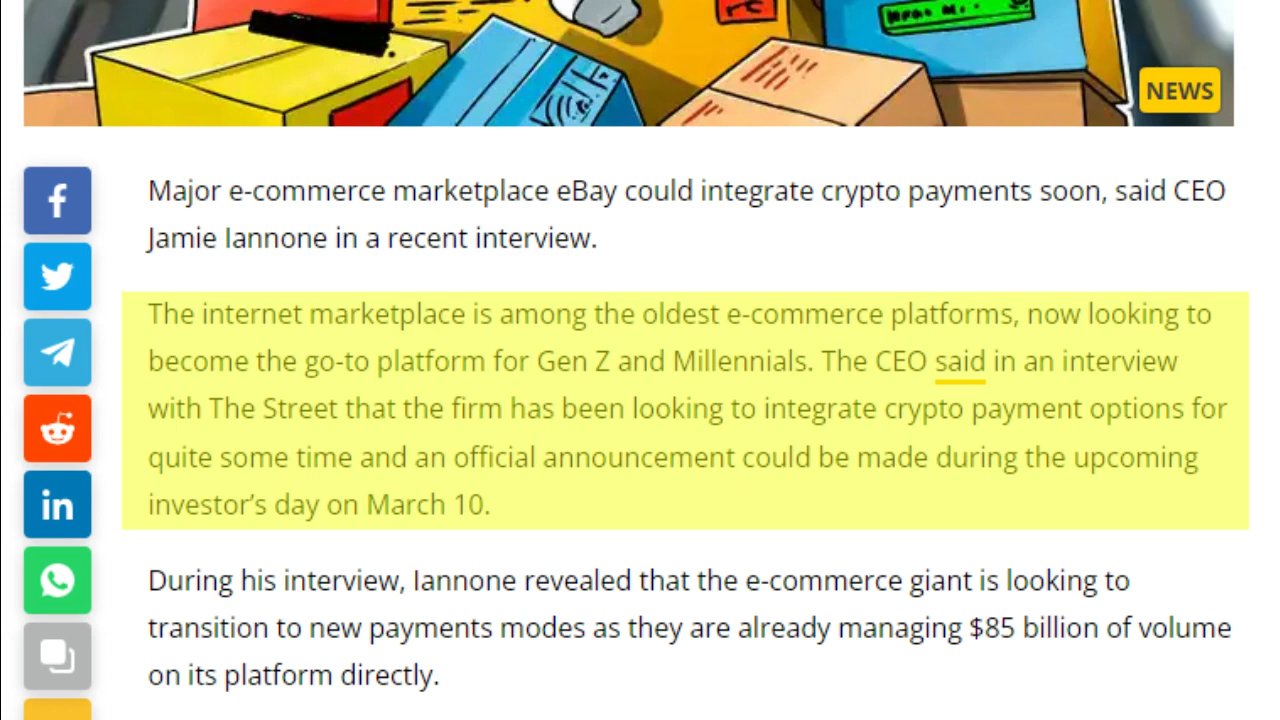 NEWS
Major e-commerce marketplace eBay could integrate crypto payments soon, said CEO
Jamie Iannone in a recent interview.
The internet marketplace is among the oldest e-commerce platforms, now looking to
become the go-to platform for Gen Z and Millennials. The CEO said in an interview
with The Street that the firm has been looking to integrate crypto payment options for
quite some time and an official announcement could be made during the upcoming
investor’s day on March 10.
During his interview, Iannone revealed that the e-commerce giant is looking to
transition to new payments modes as they are already managing $85 billion of volume
on its platform directly.